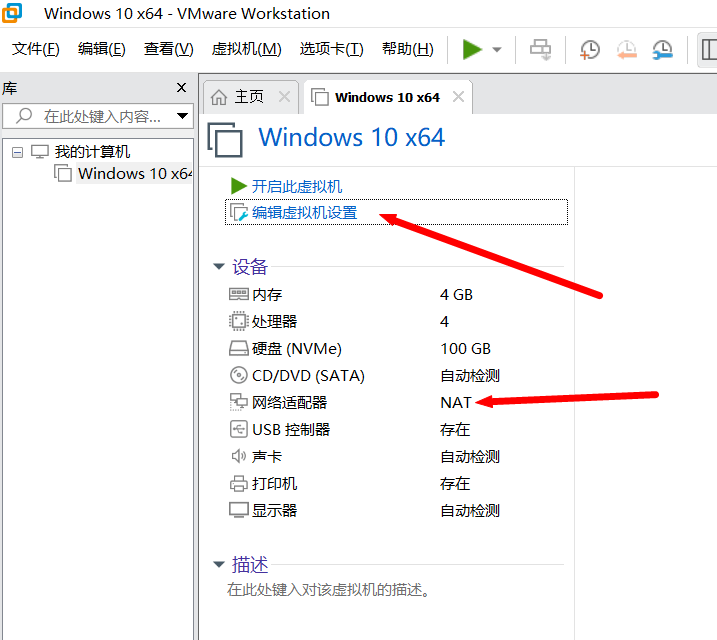 Windows 10 x64 - VMware Workstation
文件(F) 编辑(E) 查看(V) 虚拟机(M) 选项卡(T) 帮助(H)
库
在此处键入内容...
我的计算机
Windows 10 x64
主页
Windows 10 x64
Windows 10 x64
开启此虚拟机
编辑虚拟机设置
设备
内存 4 GB
处理器 4
硬盘 (NVMe) 100 GB
CD/DVD (SATA) 自动检测
网络适配器 NAT
USB 控制器 存在
声卡 自动检测
打印机 存在
显示器 自动检测
描述
在此处键入对该虚拟机的描述。